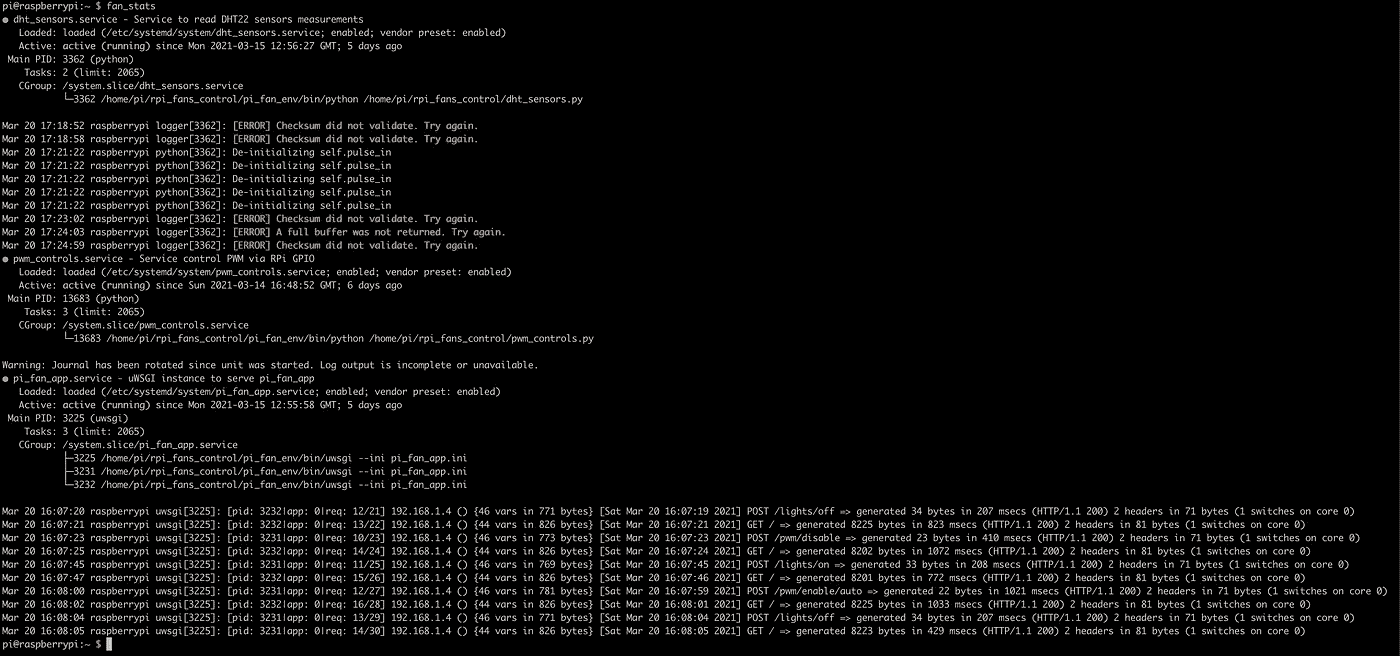 pi@raspberrypi:~ $ fan_stats
● dht_sensors.service - Service to read DHT22 sensors measurements
   Loaded: loaded (/etc/systemd/system/dht_sensors.service; enabled; vendor preset: enabled)
   Active: active (running) since Mon 2021-03-15 12:56:27 GMT; 5 days ago
 Main PID: 3362 (python)
    Tasks: 2 (limit: 2065)
   CGroup: /system.slice/dht_sensors.service
           └─3362 /home/pi/rpi_fans_control/pi_fan_env/bin/python /home/pi/rpi_fans_control/dht_sensors.py
Mar 20 17:18:52 raspberrypi logger[3362]: [ERROR] Checksum did not validate. Try again.
Mar 20 17:18:58 raspberrypi logger[3362]: [ERROR] Checksum did not validate. Try again.
Mar 20 17:21:22 raspberrypi python[3362]: De-initializing self.pulse_in
Mar 20 17:21:22 raspberrypi python[3362]: De-initializing self.pulse_in
Mar 20 17:21:22 raspberrypi python[3362]: De-initializing self.pulse_in
Mar 20 17:21:22 raspberrypi python[3362]: De-initializing self.pulse_in
Mar 20 17:21:22 raspberrypi python[3362]: De-initializing self.pulse_in
Mar 20 17:23:02 raspberrypi logger[3362]: [ERROR] Checksum did not validate. Try again.
Mar 20 17:24:03 raspberrypi logger[3362]: [ERROR] A full buffer was not returned. Try again.
Mar 20 17:24:59 raspberrypi logger[3362]: [ERROR] Checksum did not validate. Try again.
● pwm_controls.service - Service control PWM via RPi GPIO
   Loaded: loaded (/etc/systemd/system/pwm_controls.service; enabled; vendor preset: enabled)
   Active: active (running) since Sun 2021-03-14 16:48:52 GMT; 6 days ago
 Main PID: 13683 (python)
    Tasks: 3 (limit: 2065)
   CGroup: /system.slice/pwm_controls.service
           └─13683 /home/pi/rpi_fans_control/pi_fan_env/bin/python /home/pi/rpi_fans_control/pwm_controls.py
Warning: Journal has been rotated since unit was started. Log output is incomplete or unavailable.
● pi_fan_app.service - uWSGI instance to serve pi_fan_app
   Loaded: loaded (/etc/systemd/system/pi_fan_app.service; enabled; vendor preset: enabled)
   Active: active (running) since Mon 2021-03-15 12:55:58 GMT; 5 days ago
 Main PID: 3225 (uwsgi)
    Tasks: 3 (limit: 2065)
   CGroup: /system.slice/pi_fan_app.service
           ├─3225 /home/pi/rpi_fans_control/pi_fan_env/bin/uwsgi --ini pi_fan_app.ini
           ├─3231 /home/pi/rpi_fans_control/pi_fan_env/bin/uwsgi --ini pi_fan_app.ini
           └─3232 /home/pi/rpi_fans_control/pi_fan_env/bin/uwsgi --ini pi_fan_app.ini
Mar 20 16:07:20 raspberrypi uwsgi[3225]: [pid: 3232|app: 0|req: 12/21] 192.168.1.4 () {46 vars in 771 bytes} [Sat Mar 20 16:07:19 2021] POST /lights/off => generated 34 bytes in 207 msecs (HTTP/1.1 200) 2 headers in 71 bytes (1 switches on core 0)
Mar 20 16:07:21 raspberrypi uwsgi[3225]: [pid: 3232|app: 0|req: 13/22] 192.168.1.4 () {44 vars in 826 bytes} [Sat Mar 20 16:07:21 2021] GET / => generated 8225 bytes in 823 msecs (HTTP/1.1 200) 2 headers in 81 bytes (1 switches on core 0)
Mar 20 16:07:23 raspberrypi uwsgi[3225]: [pid: 3231|app: 0|req: 10/23] 192.168.1.4 () {46 vars in 773 bytes} [Sat Mar 20 16:07:23 2021] POST /pwm/disable => generated 23 bytes in 410 msecs (HTTP/1.1 200) 2 headers in 71 bytes (1 switches on core 0)
Mar 20 16:07:25 raspberrypi uwsgi[3225]: [pid: 3232|app: 0|req: 14/24] 192.168.1.4 () {44 vars in 826 bytes} [Sat Mar 20 16:07:24 2021] GET / => generated 8202 bytes in 1072 msecs (HTTP/1.1 200) 2 headers in 81 bytes (1 switches on core 0)
Mar 20 16:07:45 raspberrypi uwsgi[3225]: [pid: 3231|app: 0|req: 11/25] 192.168.1.4 () {46 vars in 769 bytes} [Sat Mar 20 16:07:45 2021] POST /lights/on => generated 33 bytes in 208 msecs (HTTP/1.1 200) 2 headers in 71 bytes (1 switches on core 0)
Mar 20 16:07:47 raspberrypi uwsgi[3225]: [pid: 3232|app: 0|req: 15/26] 192.168.1.4 () {44 vars in 826 bytes} [Sat Mar 20 16:07:46 2021] GET / => generated 8201 bytes in 772 msecs (HTTP/1.1 200) 2 headers in 81 bytes (1 switches on core 0)
Mar 20 16:08:00 raspberrypi uwsgi[3225]: [pid: 3231|app: 0|req: 12/27] 192.168.1.4 () {46 vars in 781 bytes} [Sat Mar 20 16:07:59 2021] POST /pwm/enable/auto => generated 22 bytes in 1021 msecs (HTTP/1.1 200) 2 headers in 71 bytes (1 switches on core 0)
Mar 20 16:08:02 raspberrypi uwsgi[3225]: [pid: 3232|app: 0|req: 16/28] 192.168.1.4 () {44 vars in 826 bytes} [Sat Mar 20 16:08:01 2021] GET / => generated 8225 bytes in 1033 msecs (HTTP/1.1 200) 2 headers in 81 bytes (1 switches on core 0)
Mar 20 16:08:04 raspberrypi uwsgi[3225]: [pid: 3231|app: 0|req: 13/29] 192.168.1.4 () {46 vars in 771 bytes} [Sat Mar 20 16:08:04 2021] POST /lights/off => generated 34 bytes in 207 msecs (HTTP/1.1 200) 2 headers in 71 bytes (1 switches on core 0)
Mar 20 16:08:05 raspberrypi uwsgi[3225]: [pid: 3231|app: 0|req: 14/30] 192.168.1.4 () {44 vars in 826 bytes} [Sat Mar 20 16:08:05 2021] GET / => generated 8223 bytes in 429 msecs (HTTP/1.1 200) 2 headers in 81 bytes (1 switches on core 0)
pi@raspberrypi:~ $